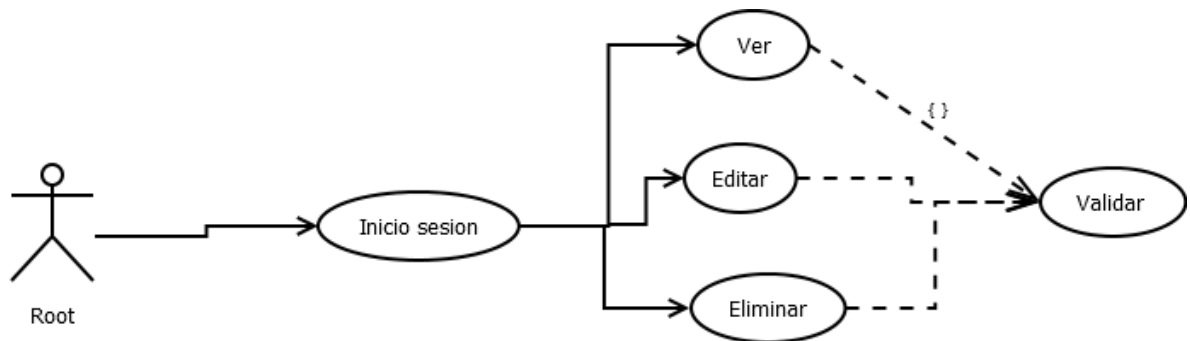 Ver
{ }
Editar
Validar
Inicio sesion
Eliminar
Root